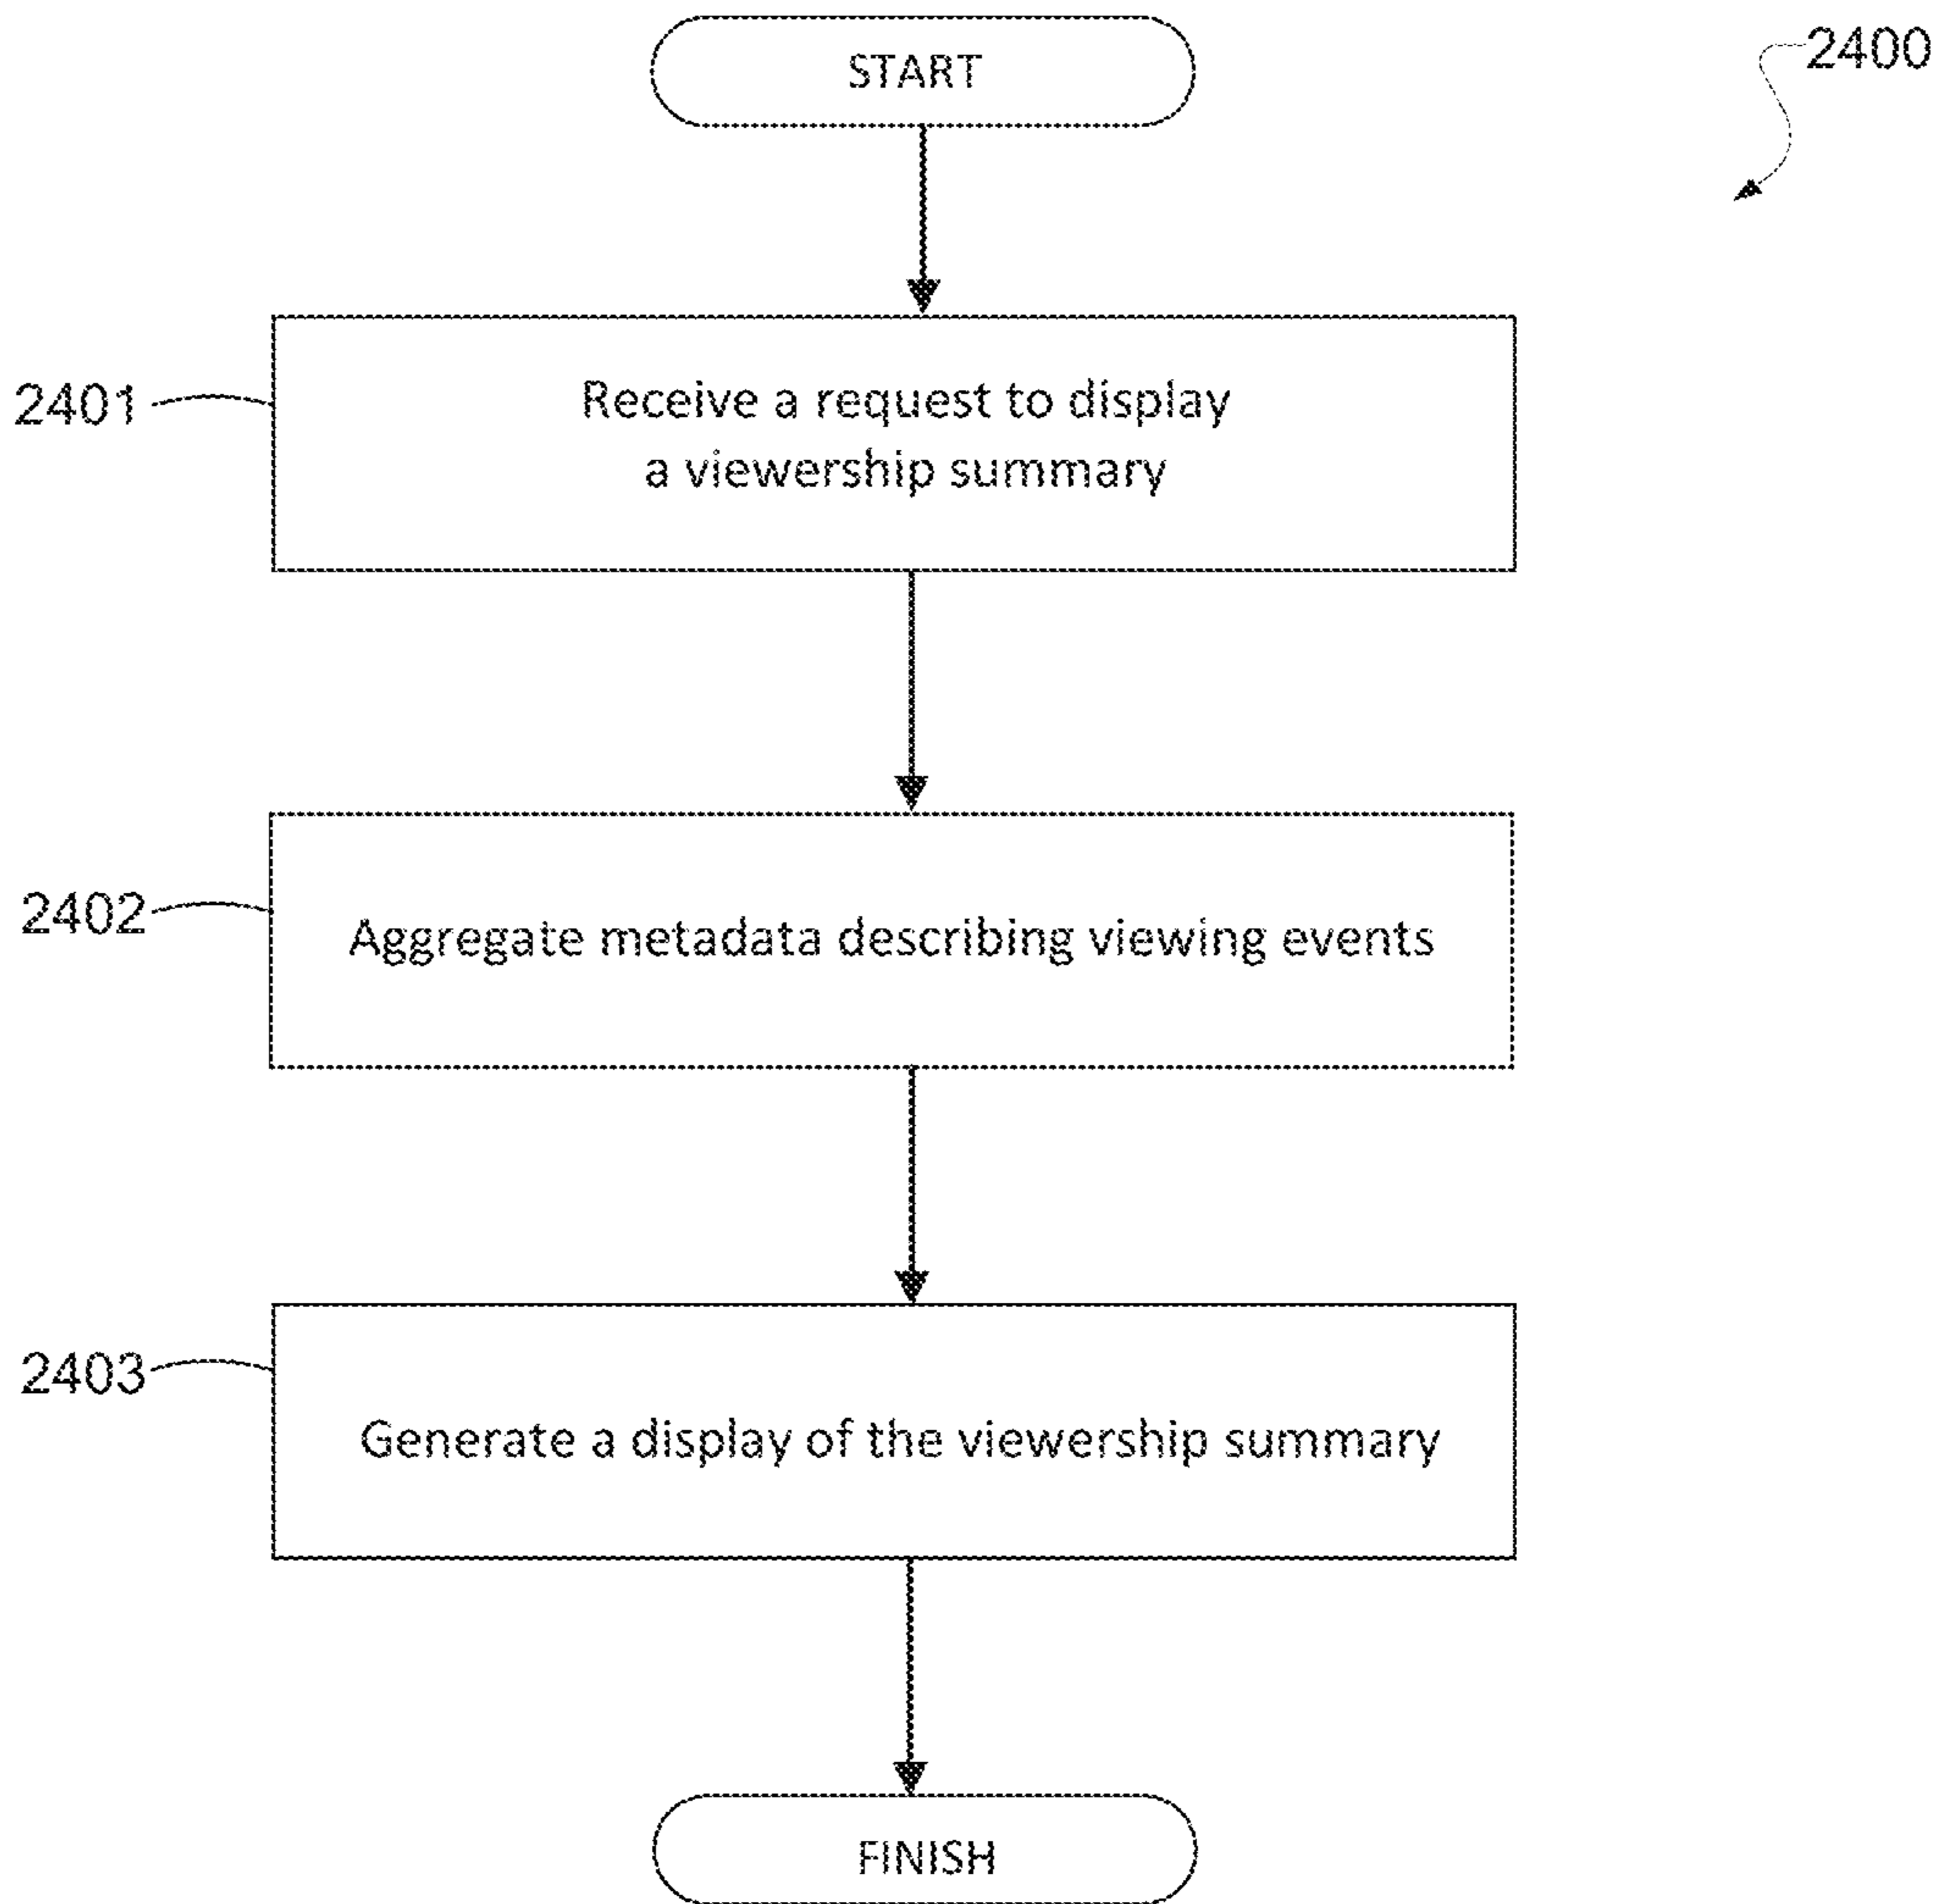 START
2400
2401
Receive a request to display
a viewership summary
2402
Aggregate metadata describing viewing events
2403
Generate a display of the viewership summary
FINISH